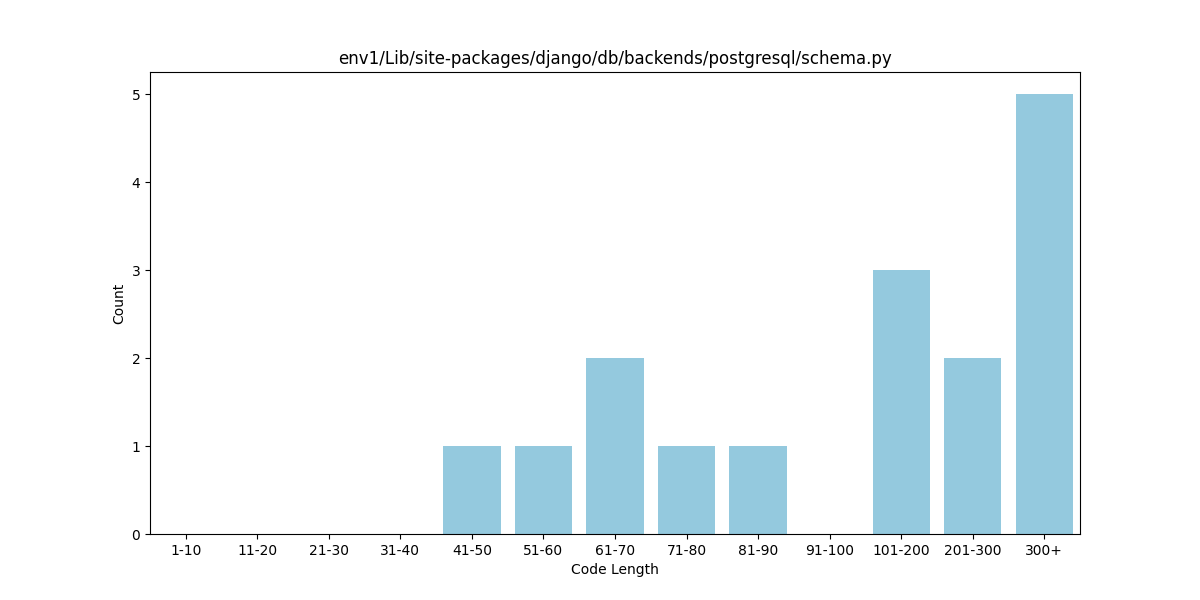 env1/Lib/site-packages/django/db/backends/postgresql/schema.py
5
4
3
2
1
0
Count
1-10 11-20 21-30 31-40 41-50 51-60 61-70 71-80 81-90 91-100 101-200 201-300 300+
Code Length